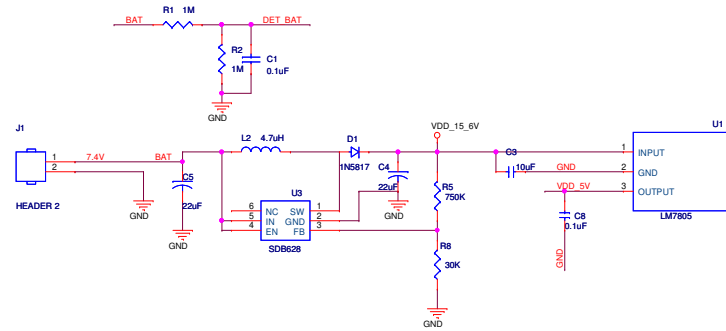 R1 1M
BAT
DET_BAT
R2
1M
C1
0.1uF
GND
J1
1
2
7.4V
BAT
HEADER 2
GND
C5
22uF
GND
L2 4.7uH
D1
1N5817
U3
6 NC SW 1
5 IN GND 2
4 EN FB 3
SDB628
C4
22uF
GND
VDD_15_6V
R5
750K
R8
30K
GND
C3
10uF
GND
VDD_5V
C8
0.1uF
GND
U1
1 INPUT
2 GND
3 OUTPUT
LM7805